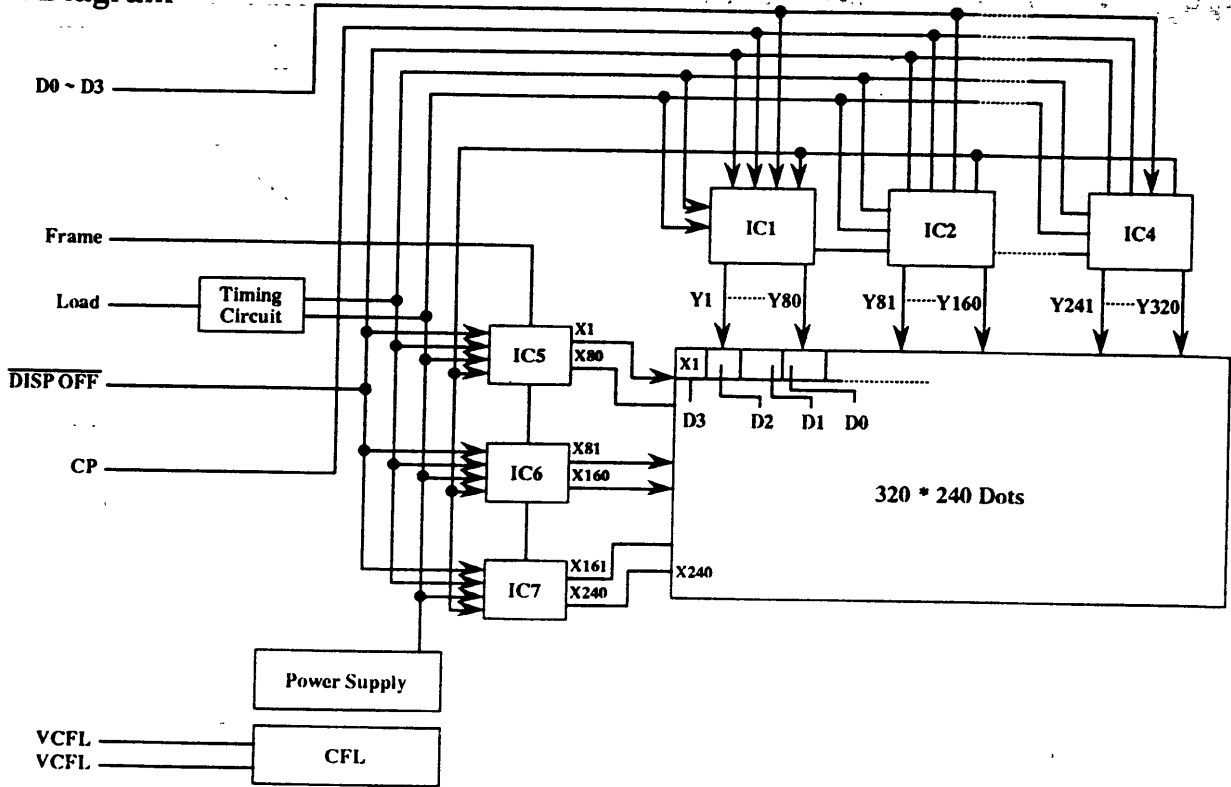 Diagram
D0 ~ D3
IC1
IC2
IC4
Frame
Load
Timing
Circuit
Y1 ........ Y80
Y81 ........ Y160
Y241 ........ Y320
IC5
X1
X80
X1
DISP OFF
D3
D2
D1
D0
CP
IC6
X81
X160
320 * 240 Dots
IC7
X161
X240
X240
Power Supply
VCFL
VCFL
CFL